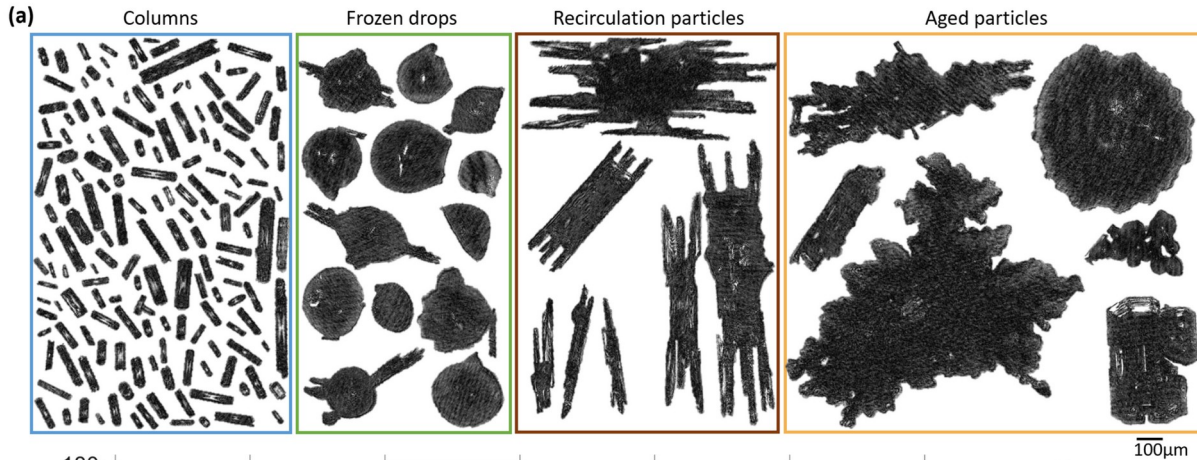 (a)
Columns
Frozen drops
Recirculation particles
Aged particles
100μm